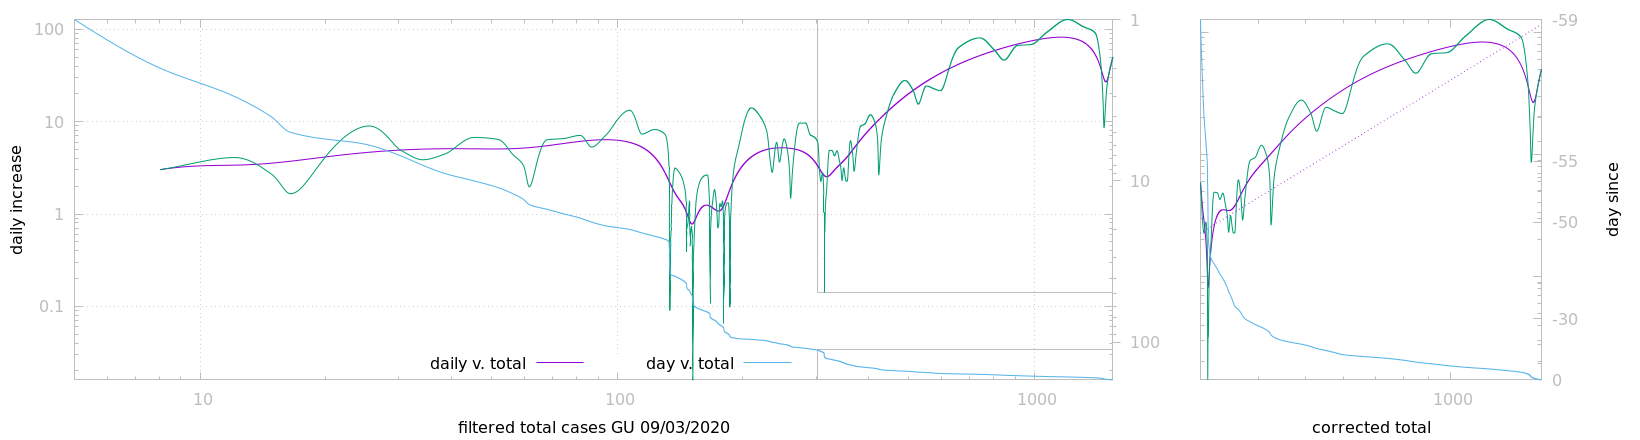 daily increase
100
10
1
0.1
daily v. total
day v. total
10
100
1000
filtered total cases GU 09/03/2020
1
10
100
1000
corrected total
-59
-55
-50
-30
0
day since